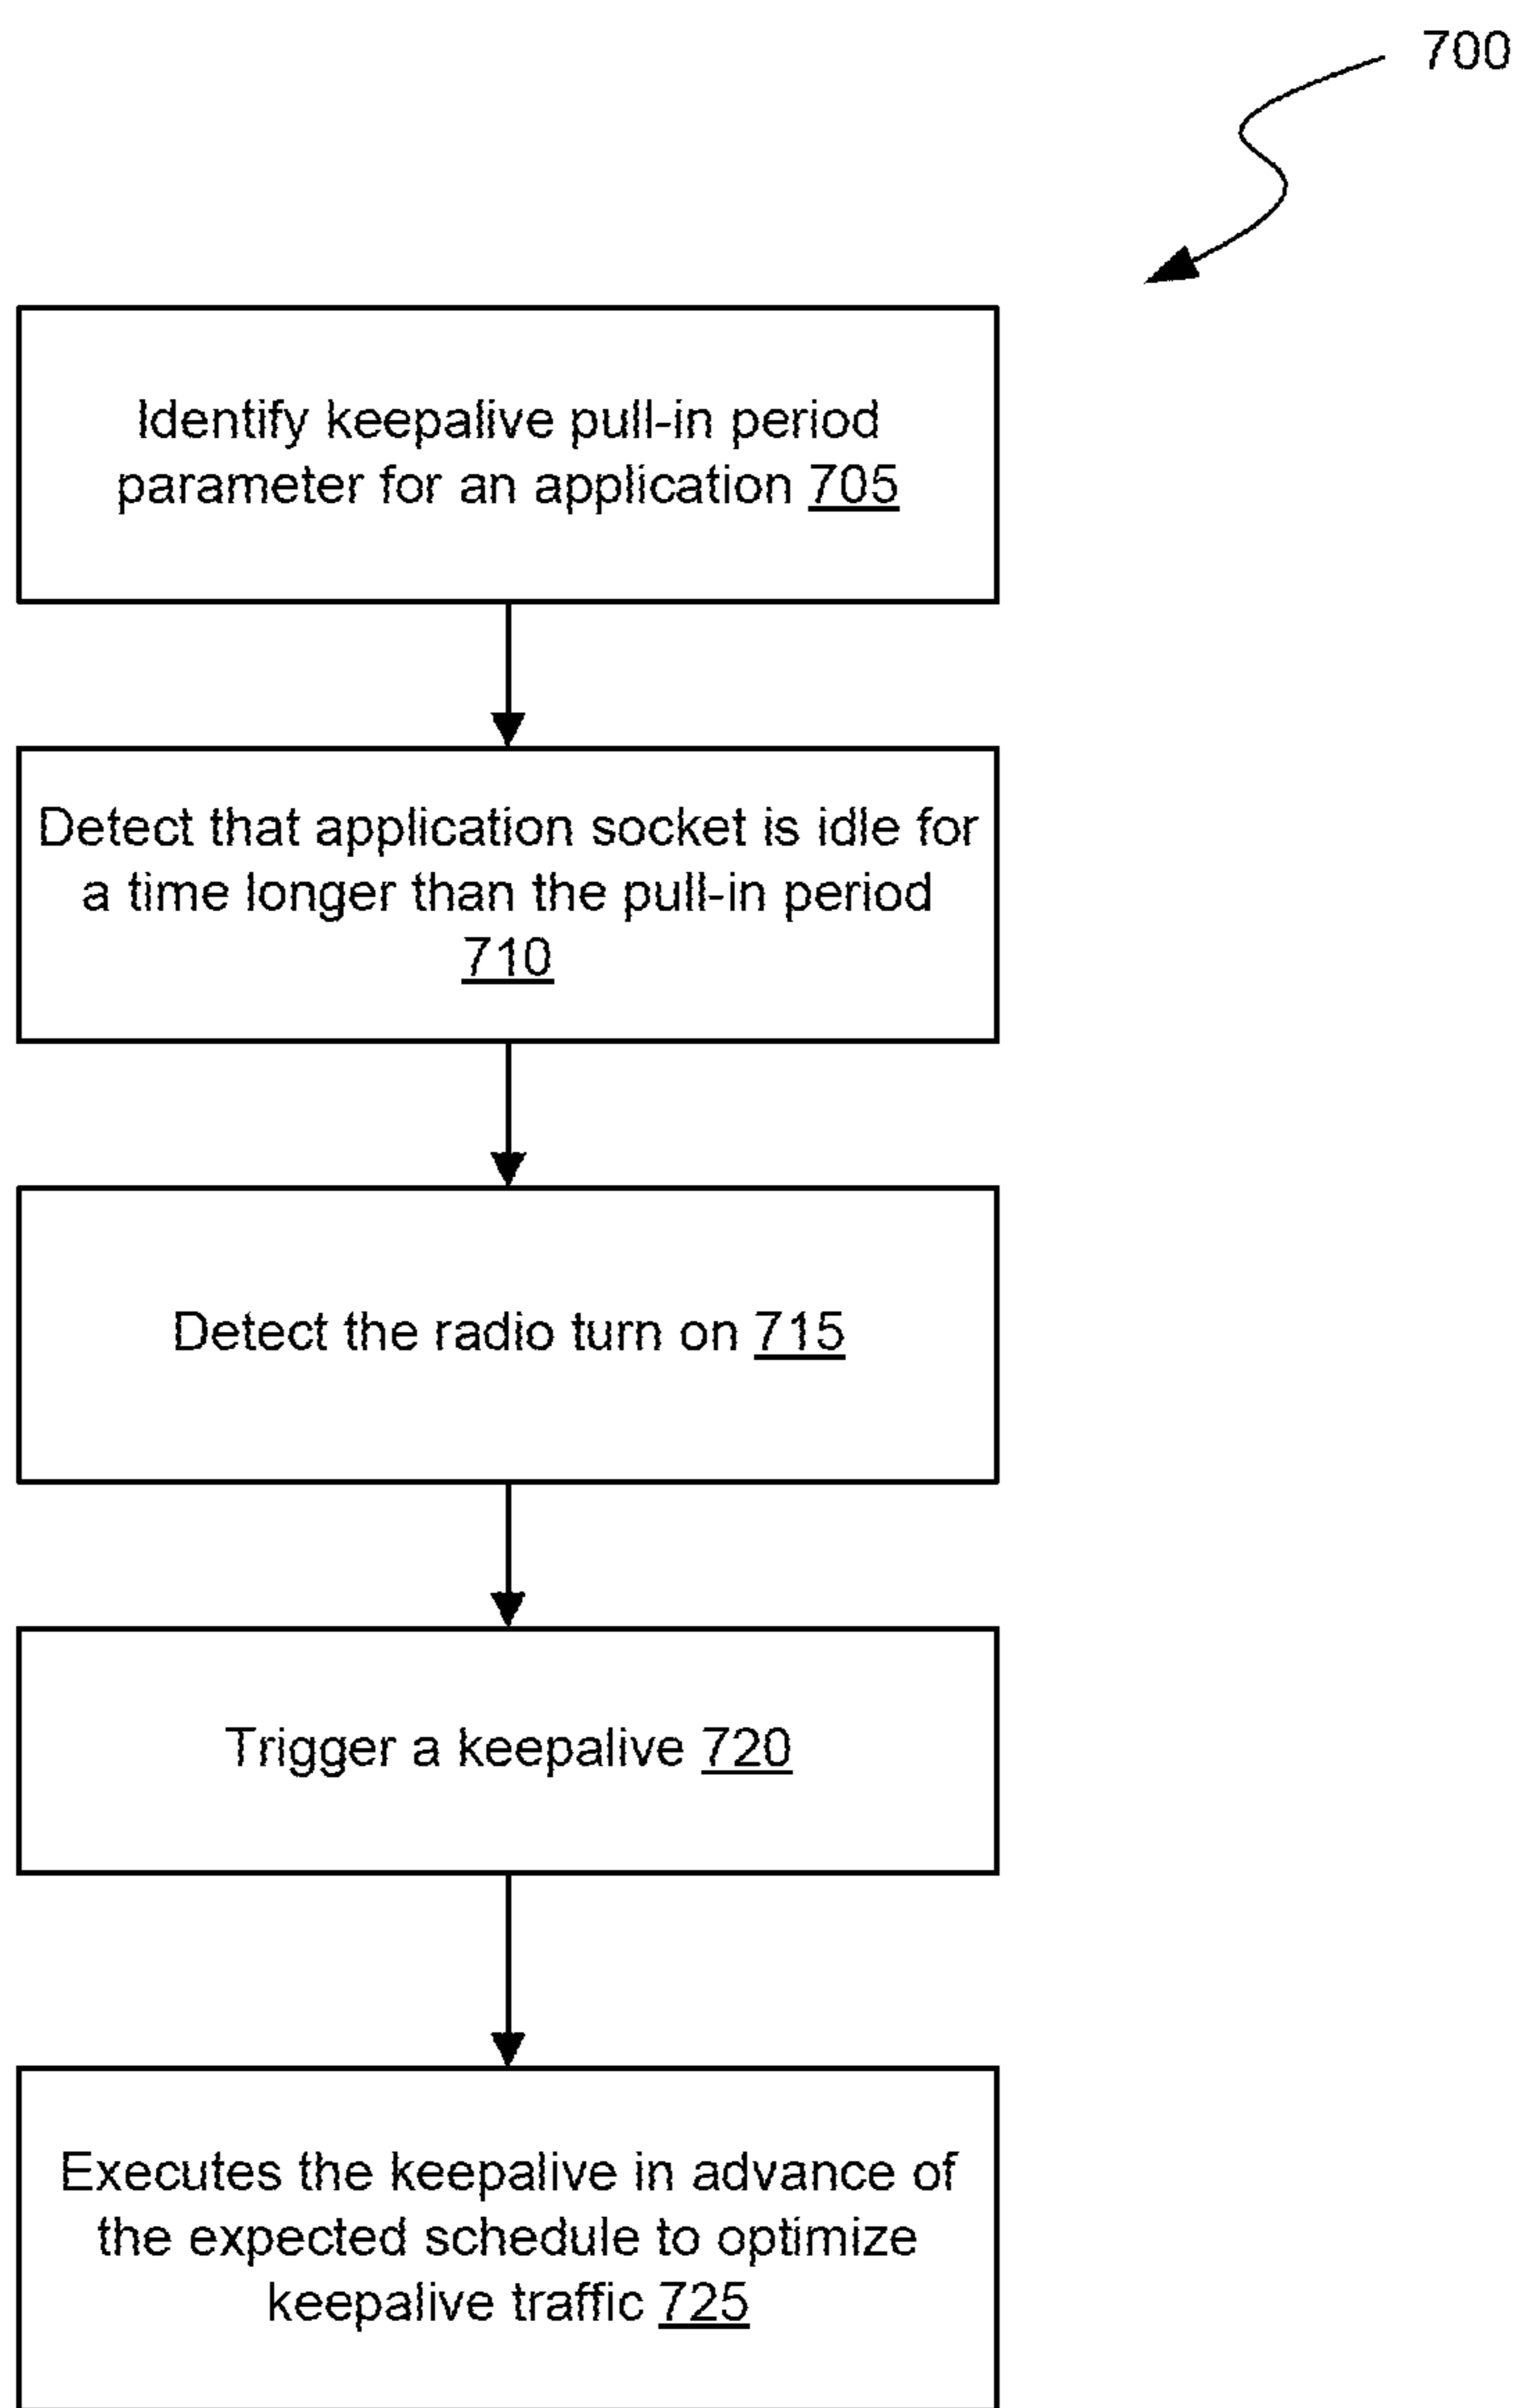 700
Identify keepalive pull-in period
parameter for an application 705
Detect that application socket is idle for
a time longer than the pull-in period
710
Detect the radio turn on 715
Trigger a keepalive 720
Executes the keepalive in advance of
the expected schedule to optimize
keepalive traffic 725